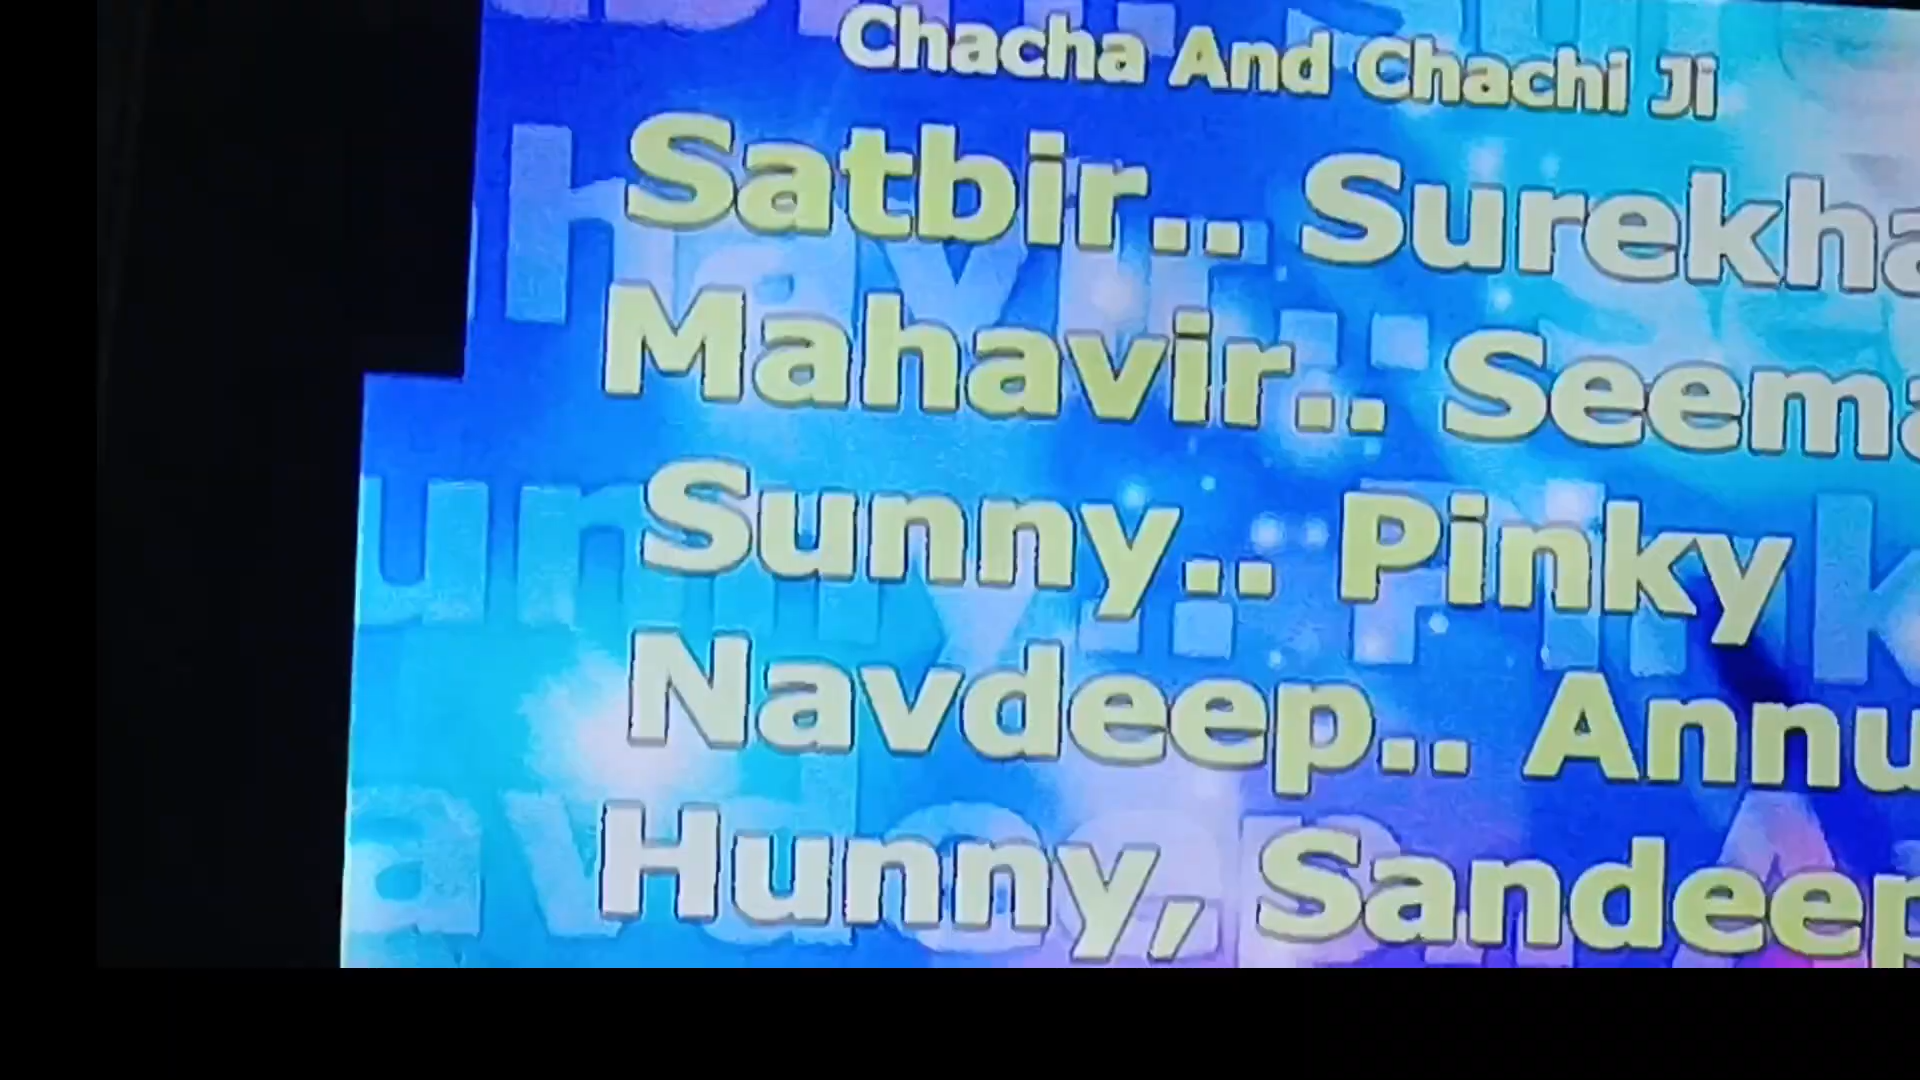 Chacha And Chachi Ji
Satbir.. Surekha
Mahavir.. Seema
Sunny.. Pinky
Navdeep.. Annu
Hunny, Sandeep